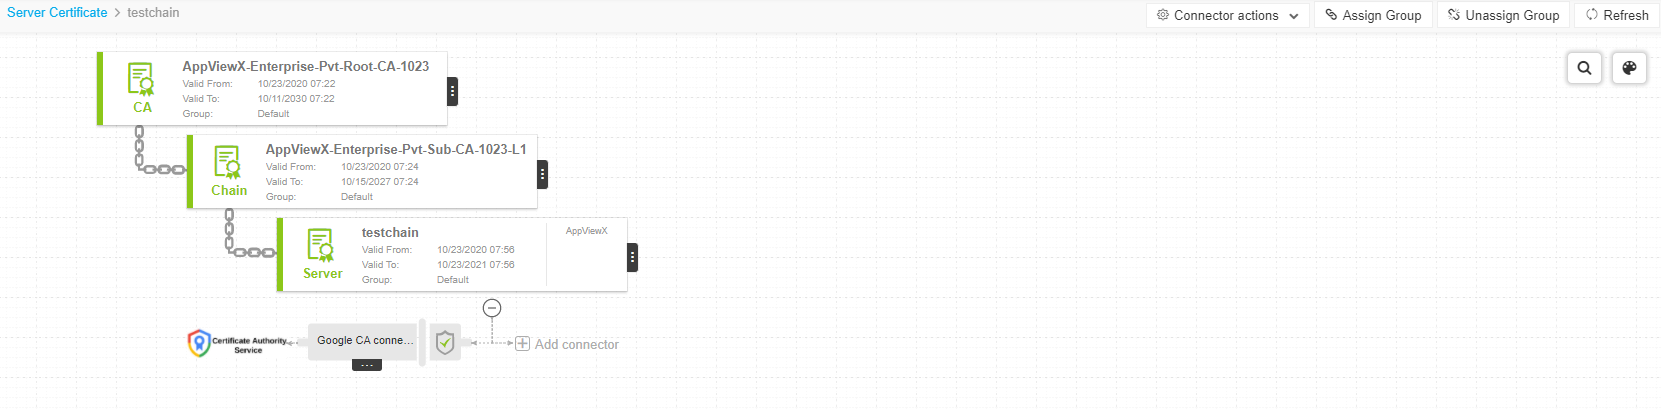 Server Certificate > testchain
Connector actions
Assign Group
Unassign Group
Refresh
AppViewX-Enterprise-Pvt-Root-CA-1023
Valid From: 10/23/2020 07:22
Valid To: 10/11/2030 07:22
Group: Default
CA
AppViewX-Enterprise-Pvt-Sub-CA-1023-L1
Valid From: 10/23/2020 07:24
Valid To: 10/15/2027 07:24
Group: Default
Chain
testchain
Valid From: 10/23/2020 07:56
Valid To: 10/23/2021 07:56
Group: Default
Server
AppViewX
Certificate Authority
Service
Google CA conne...
Add connector